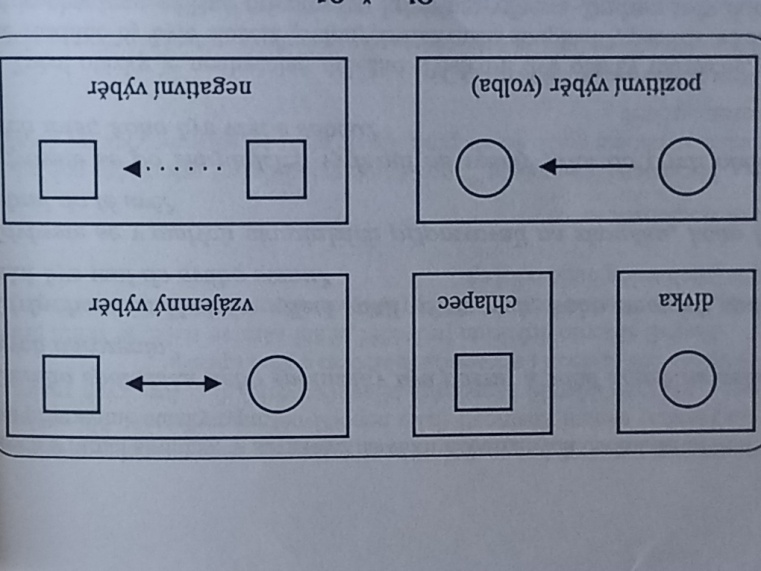 dívka
chlapec
vzájemný výběr
pozitivní výběr (volba)
negativní výběr